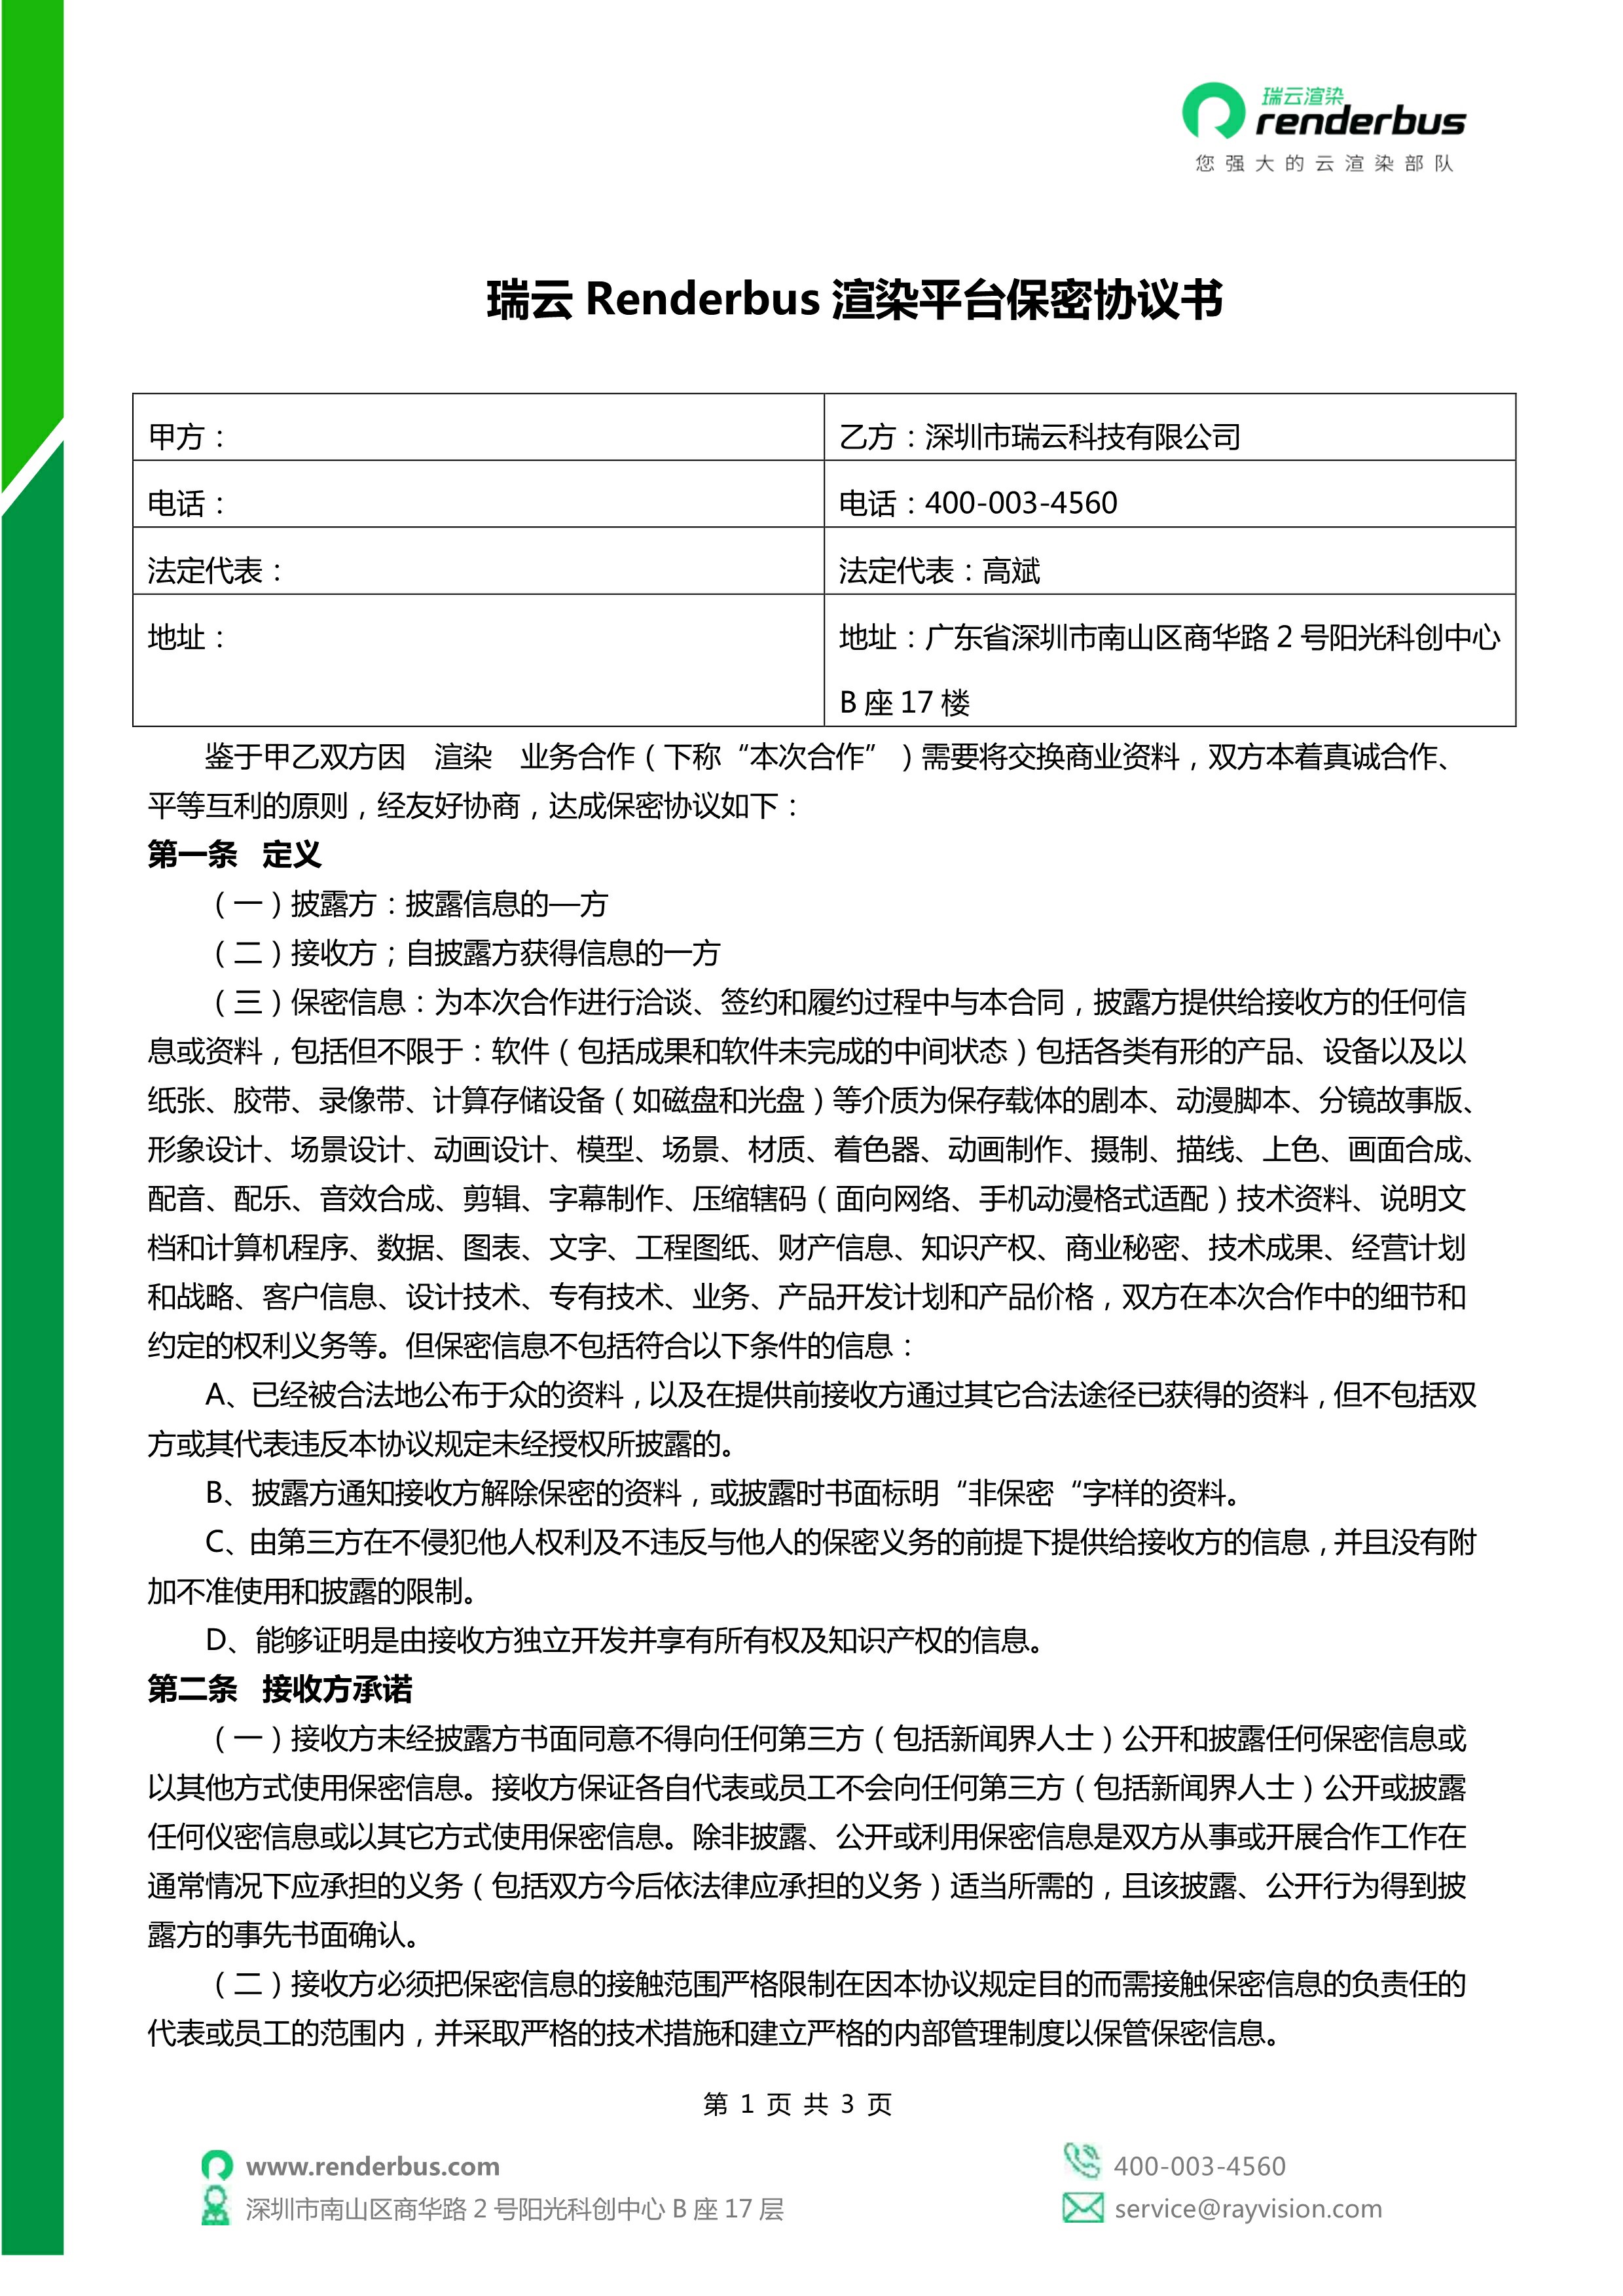 瑞云渲染
renderbus
您强大的云渲染部队
瑞云 Renderbus 渲染平台保密协议书
甲方：
乙方：深圳市瑞云科技有限公司
电话：
电话：400-003-4560
法定代表：
法定代表：高斌
地址：
地址：广东省深圳市南山区商华路 2 号阳光科创中心
B 座 17 楼
鉴于甲乙双方因　渲染　业务合作（下称“本次合作”）需要将交换商业资料，双方本着真诚合作、
平等互利的原则，经友好协商，达成保密协议如下：
第一条 定义
（一）披露方：披露信息的—方
（二）接收方；自披露方获得信息的一方
（三）保密信息：为本次合作进行洽谈、签约和履约过程中与本合同，披露方提供给接收方的任何信
息或资料，包括但不限于：软件（包括成果和软件未完成的中间状态）包括各类有形的产品、设备以及以
纸张、胶带、录像带、计算存储设备（如磁盘和光盘）等介质为保存载体的剧本、动漫脚本、分镜故事版、
形象设计、场景设计、动画设计、模型、场景、材质、着色器、动画制作、摄制、描线、上色、画面合成、
配音、配乐、音效合成、剪辑、字幕制作、压缩辖码（面向网络、手机动漫格式适配）技术资料、说明文
档和计算机程序、数据、图表、文字、工程图纸、财产信息、知识产权、商业秘密、技术成果、经营计划
和战略、客户信息、设计技术、专有技术、业务、产品开发计划和产品价格，双方在本次合作中的细节和
约定的权利义务等。但保密信息不包括符合以下条件的信息：
A、已经被合法地公布于众的资料，以及在提供前接收方通过其它合法途径已获得的资料，但不包括双
方或其代表违反本协议规定未经授权所披露的。
B、披露方通知接收方解除保密的资料，或披露时书面标明“非保密“字样的资料。
C、由第三方在不侵犯他人权利及不违反与他人的保密义务的前提下提供给接收方的信息，并且没有附
加不准使用和披露的限制。
D、能够证明是由接收方独立开发并享有所有权及知识产权的信息。
第二条 接收方承诺
（一）接收方未经披露方书面同意不得向任何第三方（包括新闻界人士）公开和披露任何保密信息或
以其他方式使用保密信息。接收方保证各自代表或员工不会向任何第三方（包括新闻界人士）公开或披露
任何仪密信息或以其它方式使用保密信息。除非披露、公开或利用保密信息是双方从事或开展合作工作在
通常情况下应承担的义务（包括双方今后依法律应承担的义务）适当所需的，且该披露、公开行为得到披
露方的事先书面确认。
（二）接收方必须把保密信息的接触范围严格限制在因本协议规定目的而需接触保密信息的负责任的
代表或员工的范围内，并采取严格的技术措施和建立严格的内部管理制度以保管保密信息。
第 1 页 共 3 页
www.renderbus.com
400-003-4560
深圳市南山区商华路 2 号阳光科创中心 B 座 17 层
service@rayvision.com